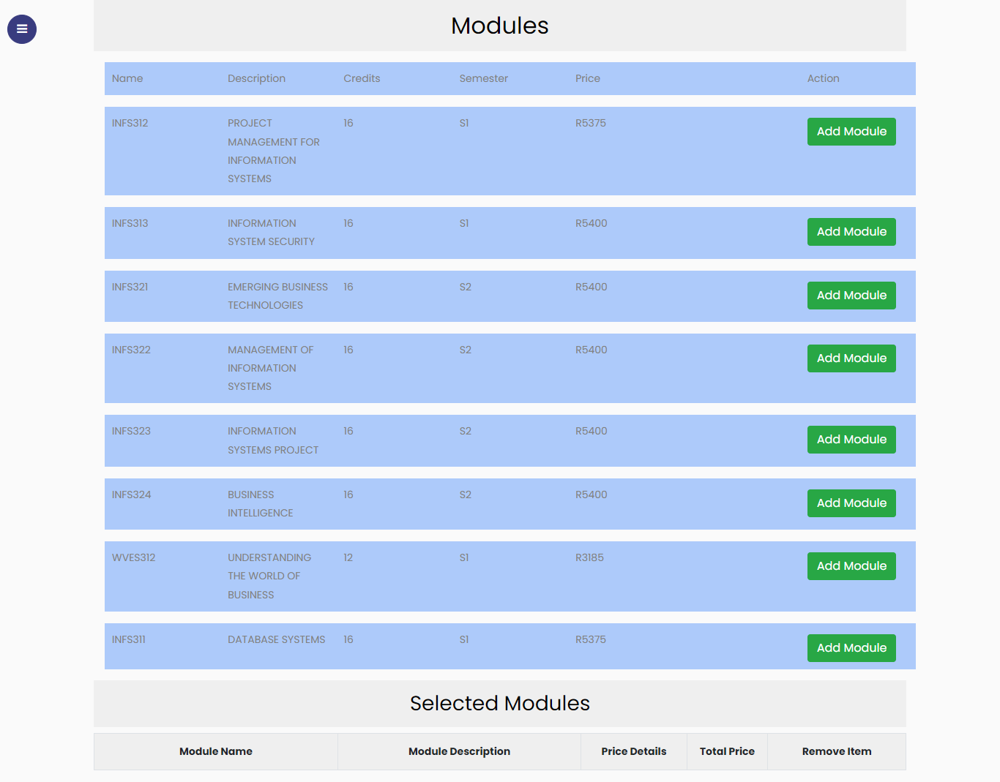 Modules
Name Description Credits Semester Price Action
INFS312 PROJECT 16 S1 R5375 Add Module
MANAGEMENT FOR
INFORMATION
SYSTEMS
INFS313 INFORMATION 16 S1 R5400 Add Module
SYSTEM SECURITY
INFS321 EMERGING BUSINESS 16 S2 R5400 Add Module
TECHNOLOGIES
INFS322 MANAGEMENT OF 16 S2 R5400 Add Module
INFORMATION
SYSTEMS
INFS323 INFORMATION 16 S2 R5400 Add Module
SYSTEMS PROJECT
INFS324 BUSINESS 16 S2 R5400 Add Module
INTELLIGENCE
WVES312 UNDERSTANDING 12 S1 R3185 Add Module
THE WORLD OF
BUSINESS
INFS311 DATABASE SYSTEMS 16 S1 R5375 Add Module
Selected Modules
Module Name Module Description Price Details Total Price Remove Item